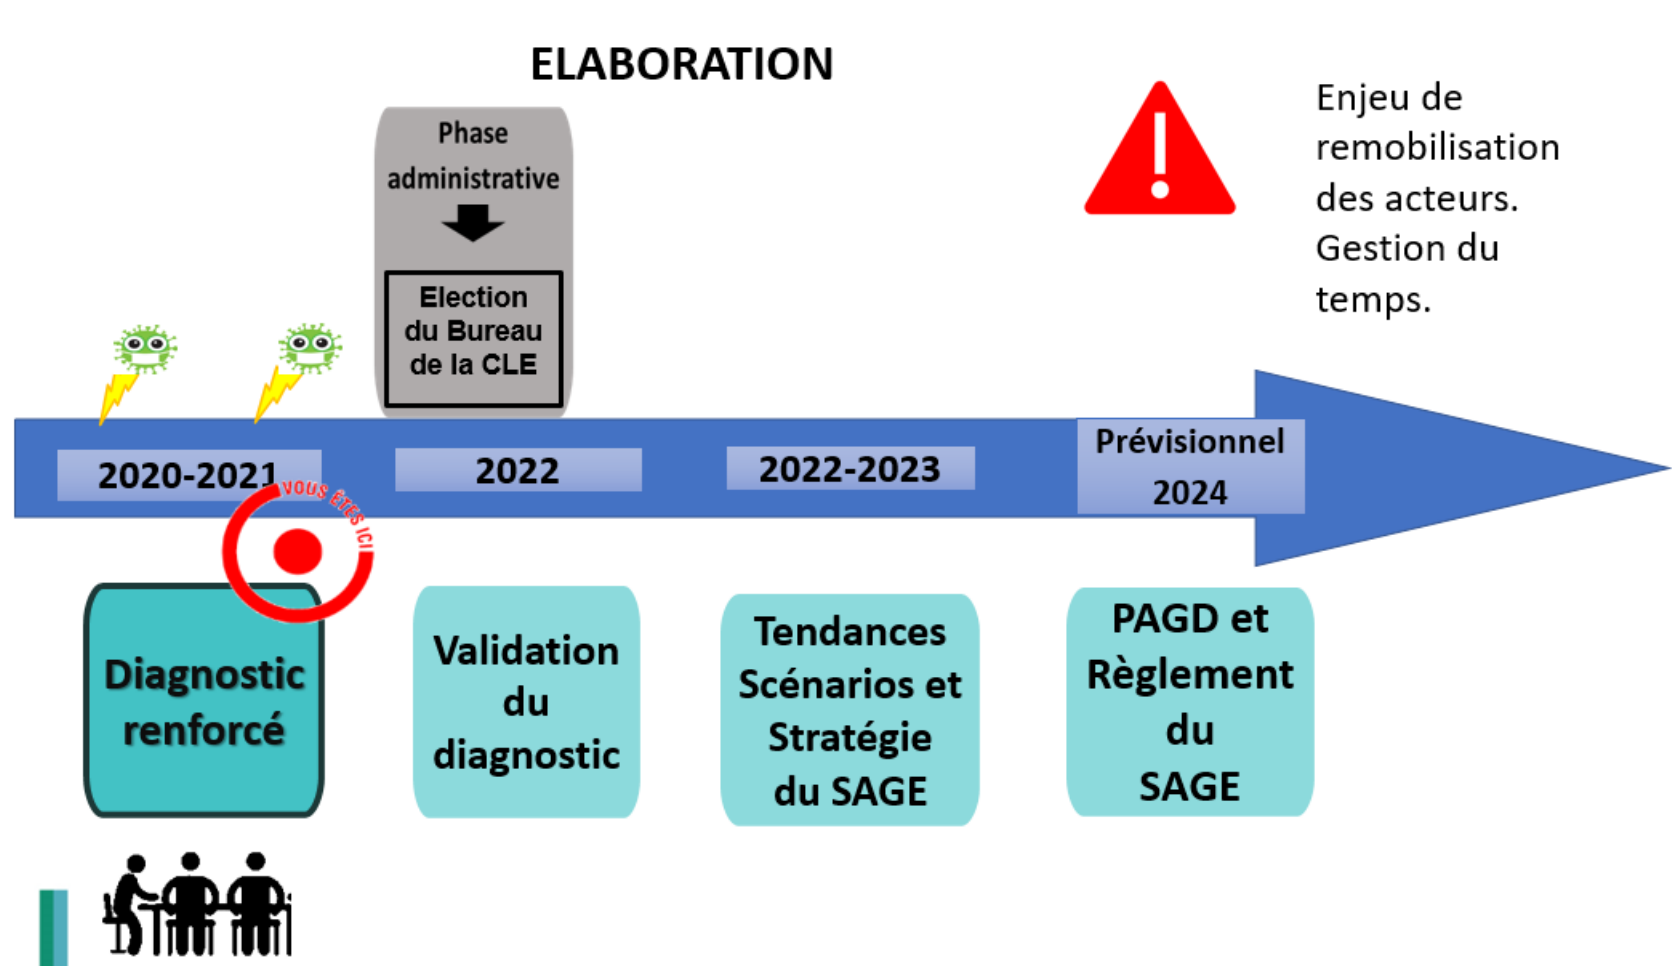 ELABORATION
Phase
administrative
Election
du Bureau
de la CLE
Enjeu de
remobilisation
des acteurs.
Gestion du
temps.
2020-2021
2022
2022-2023
Prévisionnel
2024
VOUS ÊTES ICI
Diagnostic
renforcé
Validation
du
diagnostic
Tendances
Scénarios et
Stratégie
du SAGE
PAGD et
Règlement
du
SAGE